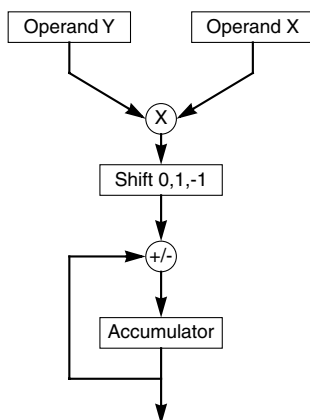 Operand Y
Operand X
X
Shift 0,1,-1
+/-
Accumulator